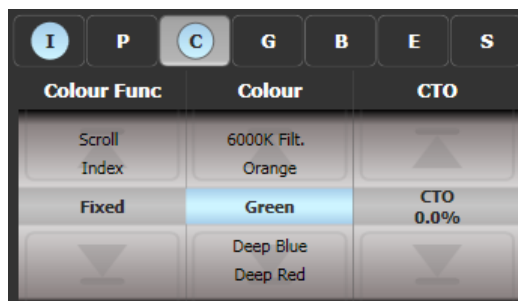 I P C G B E S
Colour Func Colour CTO
Scroll 6000K Filt.
Index Orange
Fixed Green CTO
0.0%
Deep Blue
Deep Red